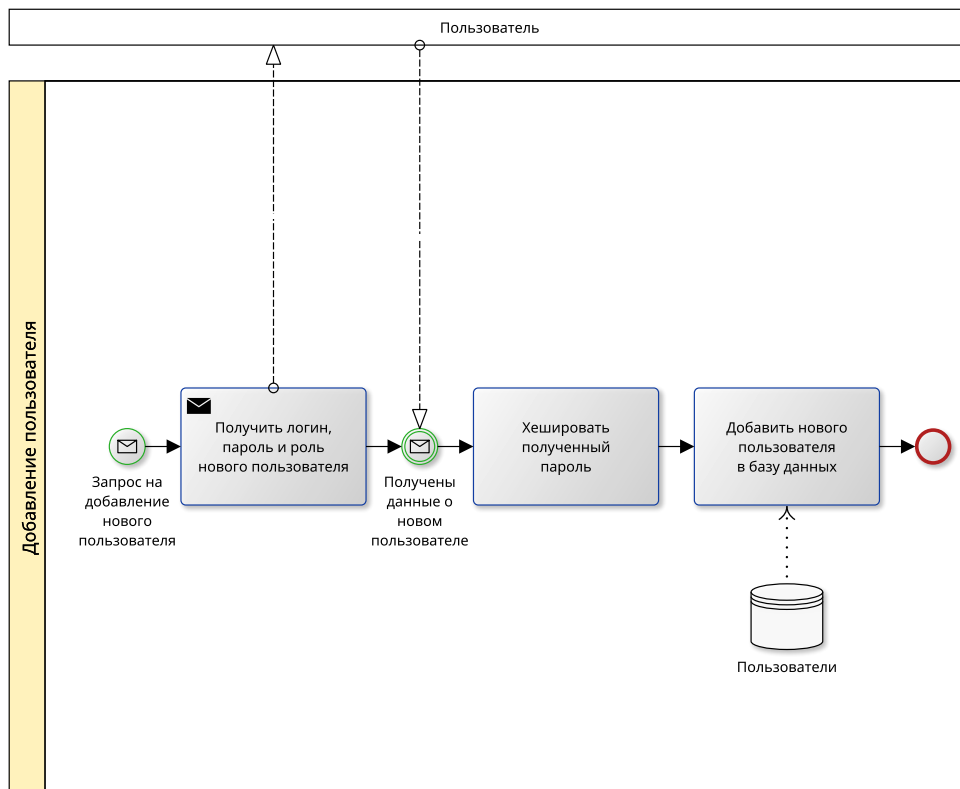 Пользователь
Добавление пользователя
Получить логин,
пароль и роль
нового пользователя
Хешировать
полученный
пароль
Добавить нового
пользователя
в базу данных
Запрос на
добавление
нового
пользователя
Получены
данные о
новом
пользователе
Пользователи